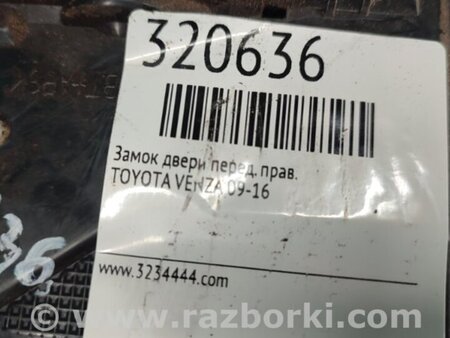 320636
Замок двери перед. прав.
TOYOTA VENZA 09-16
www.3234444.com
www.razborki.com